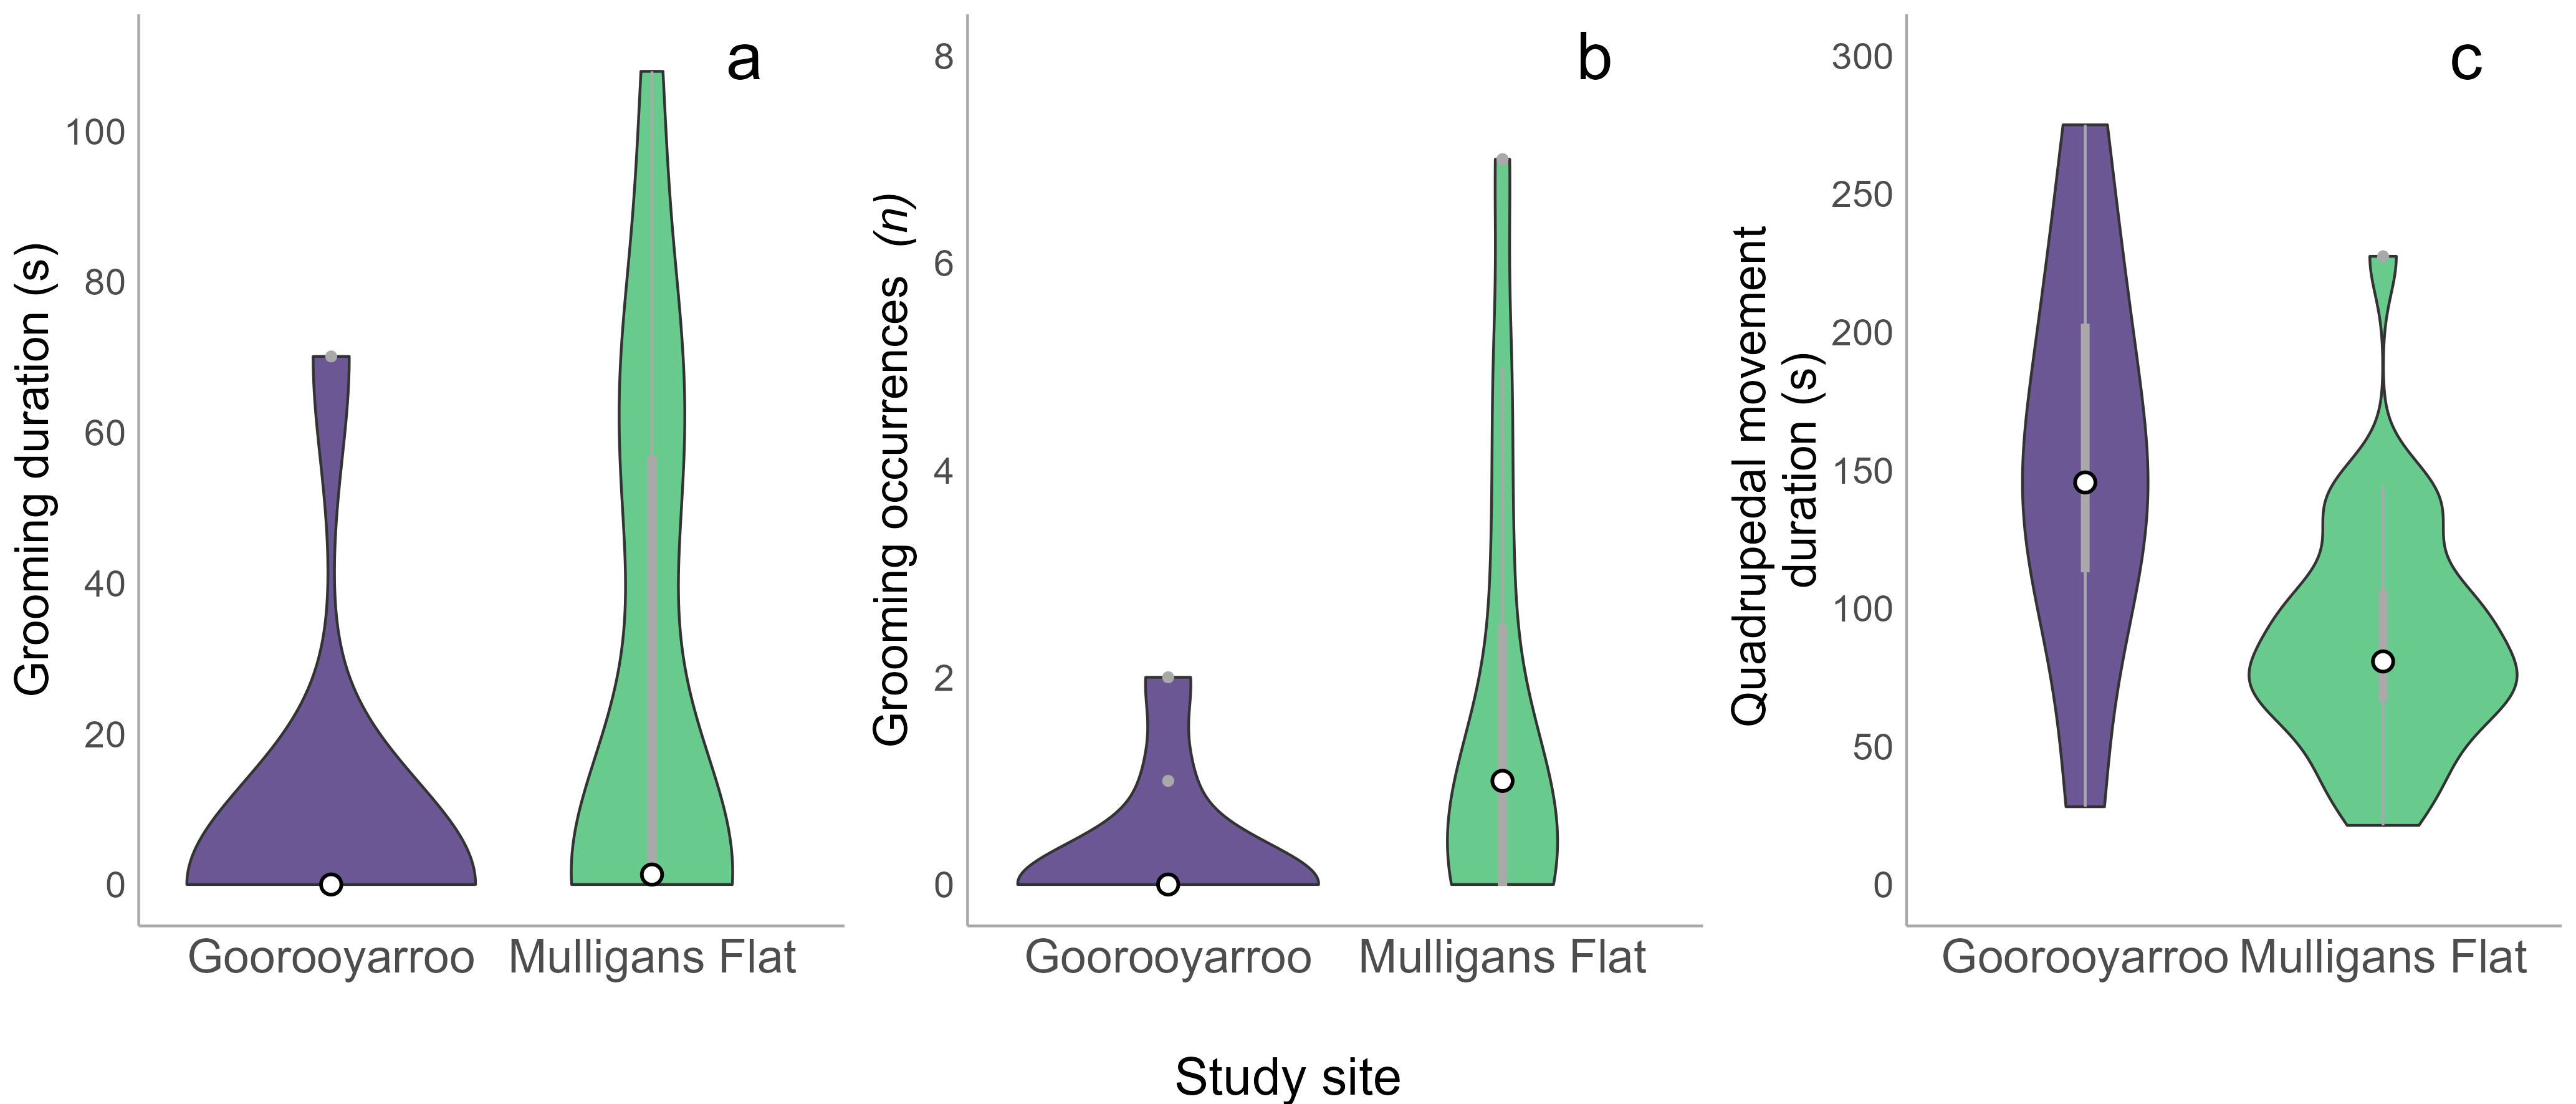 a
Grooming duration (s)
100
80
60
40
20
0
Goorooyarroo
Mulligans Flat
b
Grooming occurrences (n)
8
6
4
2
0
Goorooyarroo
Mulligans Flat
c
Quadrupedal movement
duration (s)
300
250
200
150
100
50
0
Goorooyarroo
Mulligans Flat
Study site